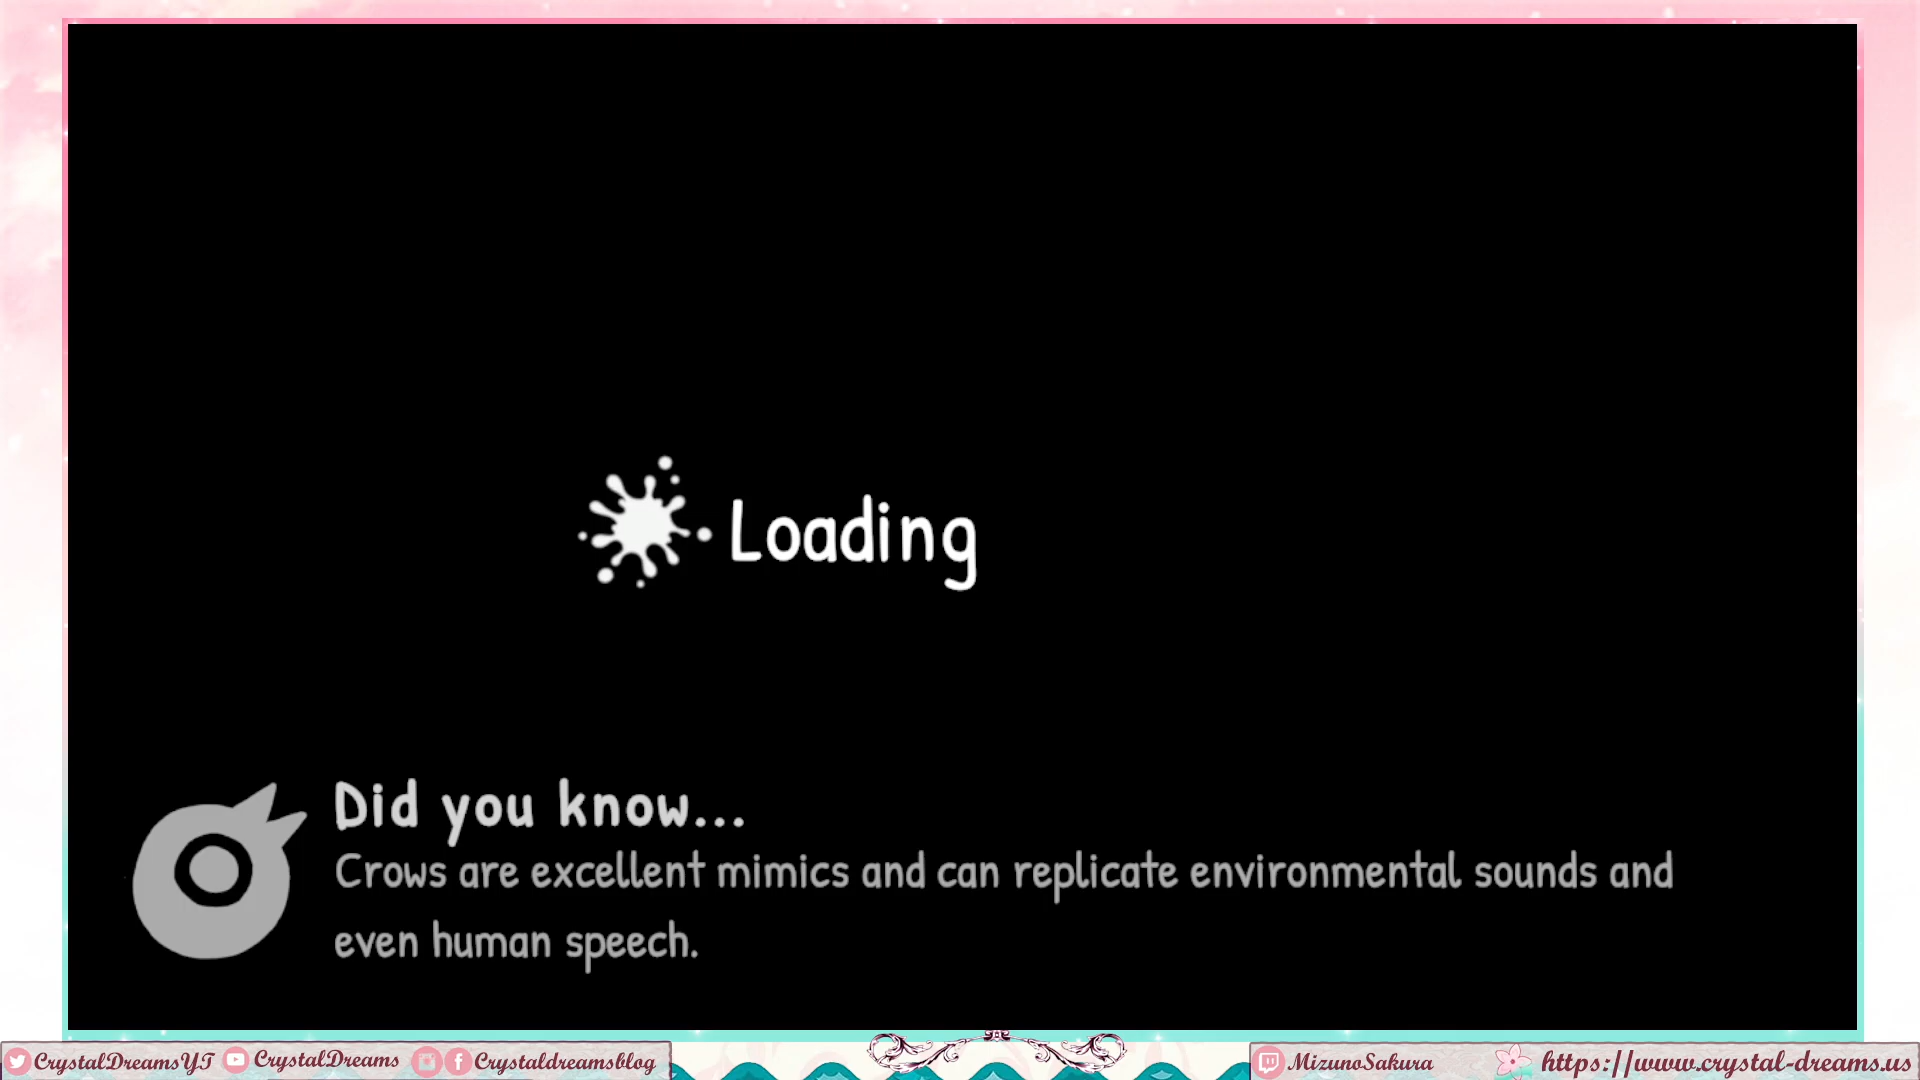 Loading
Did you know...
Crows are excellent mimics and can replicate environmental sounds and
even human speech.
CrystalDreamsYT CrystalDreams Crystaldreamsblog MizunoSakura https://www.crystal-dreams.us